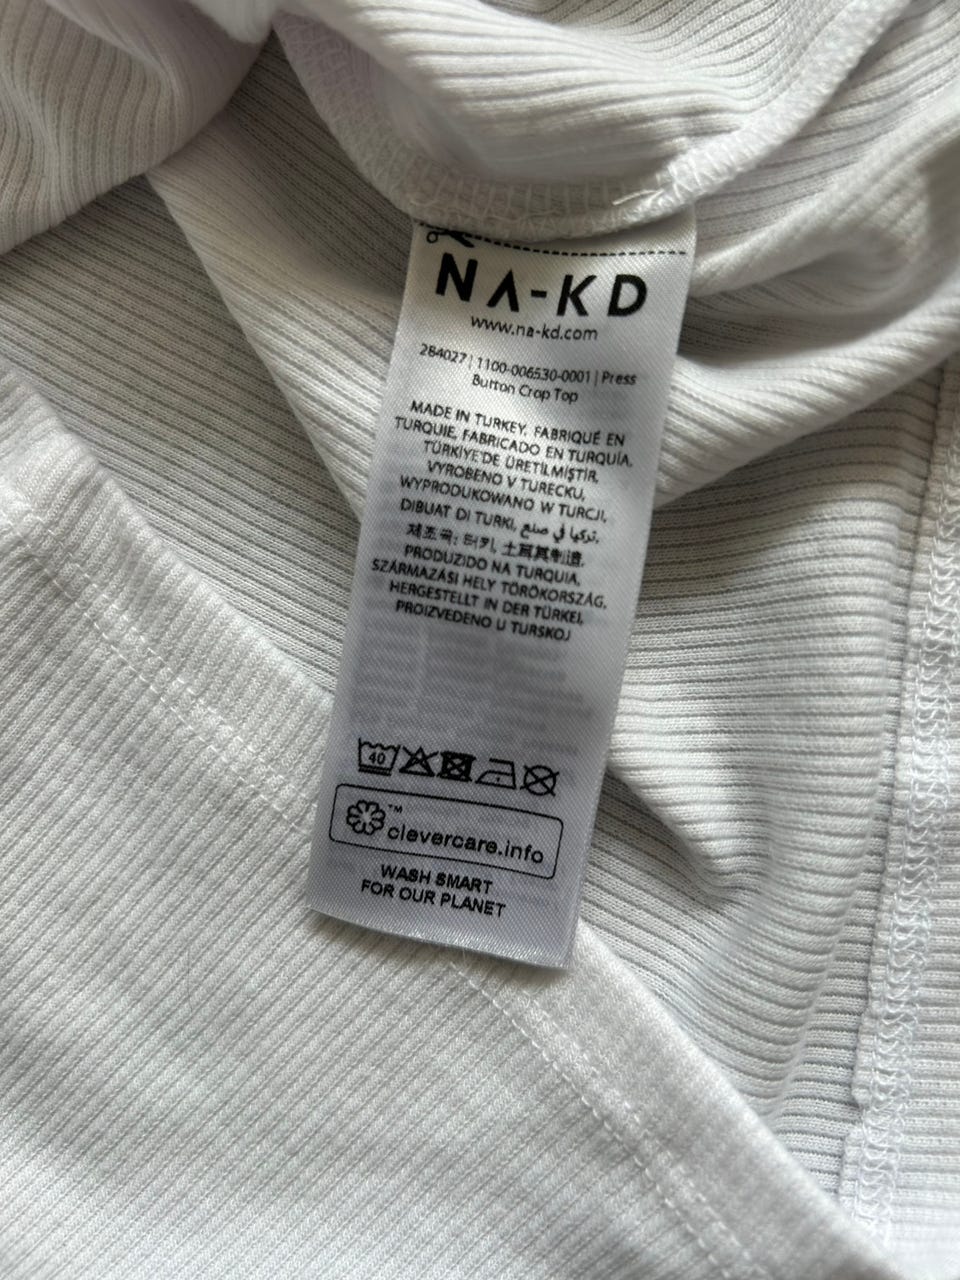 NA-KD
www.na-kd.com
284027 | 1100-006530-0001 | Press
Button Crop Top
MADE IN TURKEY, FABRIQUÉ EN
TURQUIE, FABRICADO EN TURQUÍA,
TÜRKİYE'DE ÜRETİLMİŞTİR,
VYROBENO V TURECKU,
WYPRODUKOWANO W TURCJI,
DIBUAT DI TURKI, تركيا في صنع,
제조국: 터키, 土耳其制造,
PRODUZIDO NA TURQUIA,
SZÁRMAZÁSI HELY TÖRÖKORSZÁG,
HERGESTELLT IN DER TÜRKEI,
PROIZVEDENO U TURSKOJ
40
clevercare.info
™
WASH SMART
FOR OUR PLANET